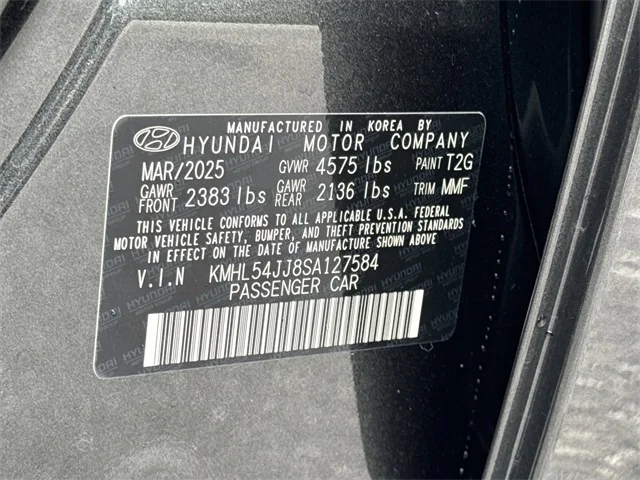 MANUFACTURED IN KOREA BY
HYUNDAI MOTOR COMPANY
MAR/2025 GVWR 4575 lbs PAINT T2G
GAWR FRONT 2383 lbs GAWR REAR 2136 lbs TRIM MMF
THIS VEHICLE CONFORMS TO ALL APPLICABLE U.S.A. FEDERAL
MOTOR VEHICLE SAFETY, BUMPER, AND THEFT PREVENTION STANDARDS
IN EFFECT ON THE DATE OF MANUFACTURE SHOWN ABOVE
V.I.N KMHL54JJ8SA127584
PASSENGER CAR